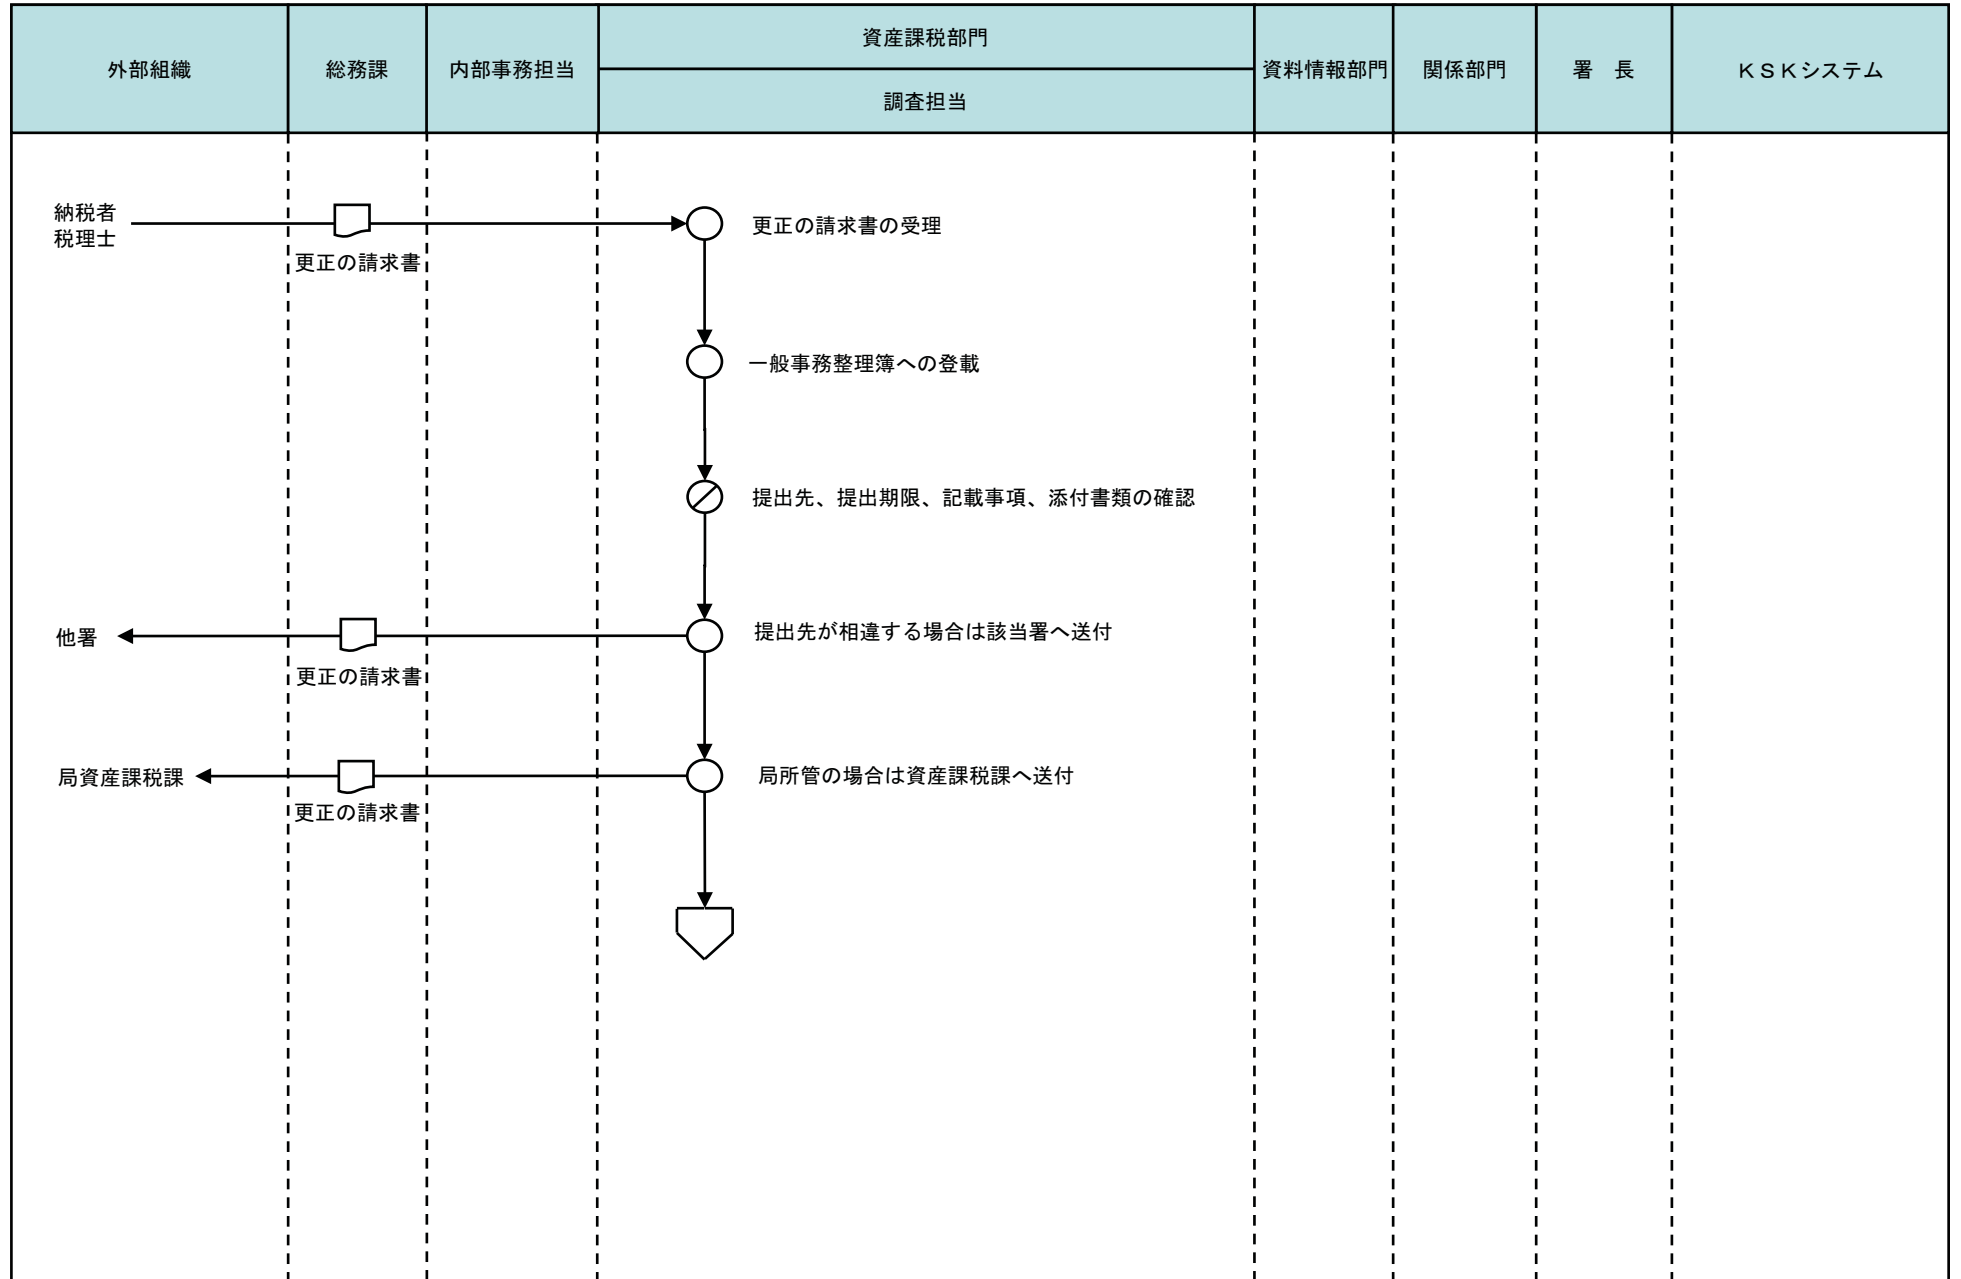 外部組織
総務課
内部事務担当
資産課税部門
調査担当
資料情報部門
関係部門
署　長
ＫＳＫシステム
納税者
税理士
更正の請求書
更正の請求書の受理
一般事務整理簿への登載
提出先、提出期限、記載事項、添付書類の確認
他署
更正の請求書
提出先が相違する場合は該当署へ送付
局資産課税課
更正の請求書
局所管の場合は資産課税課へ送付